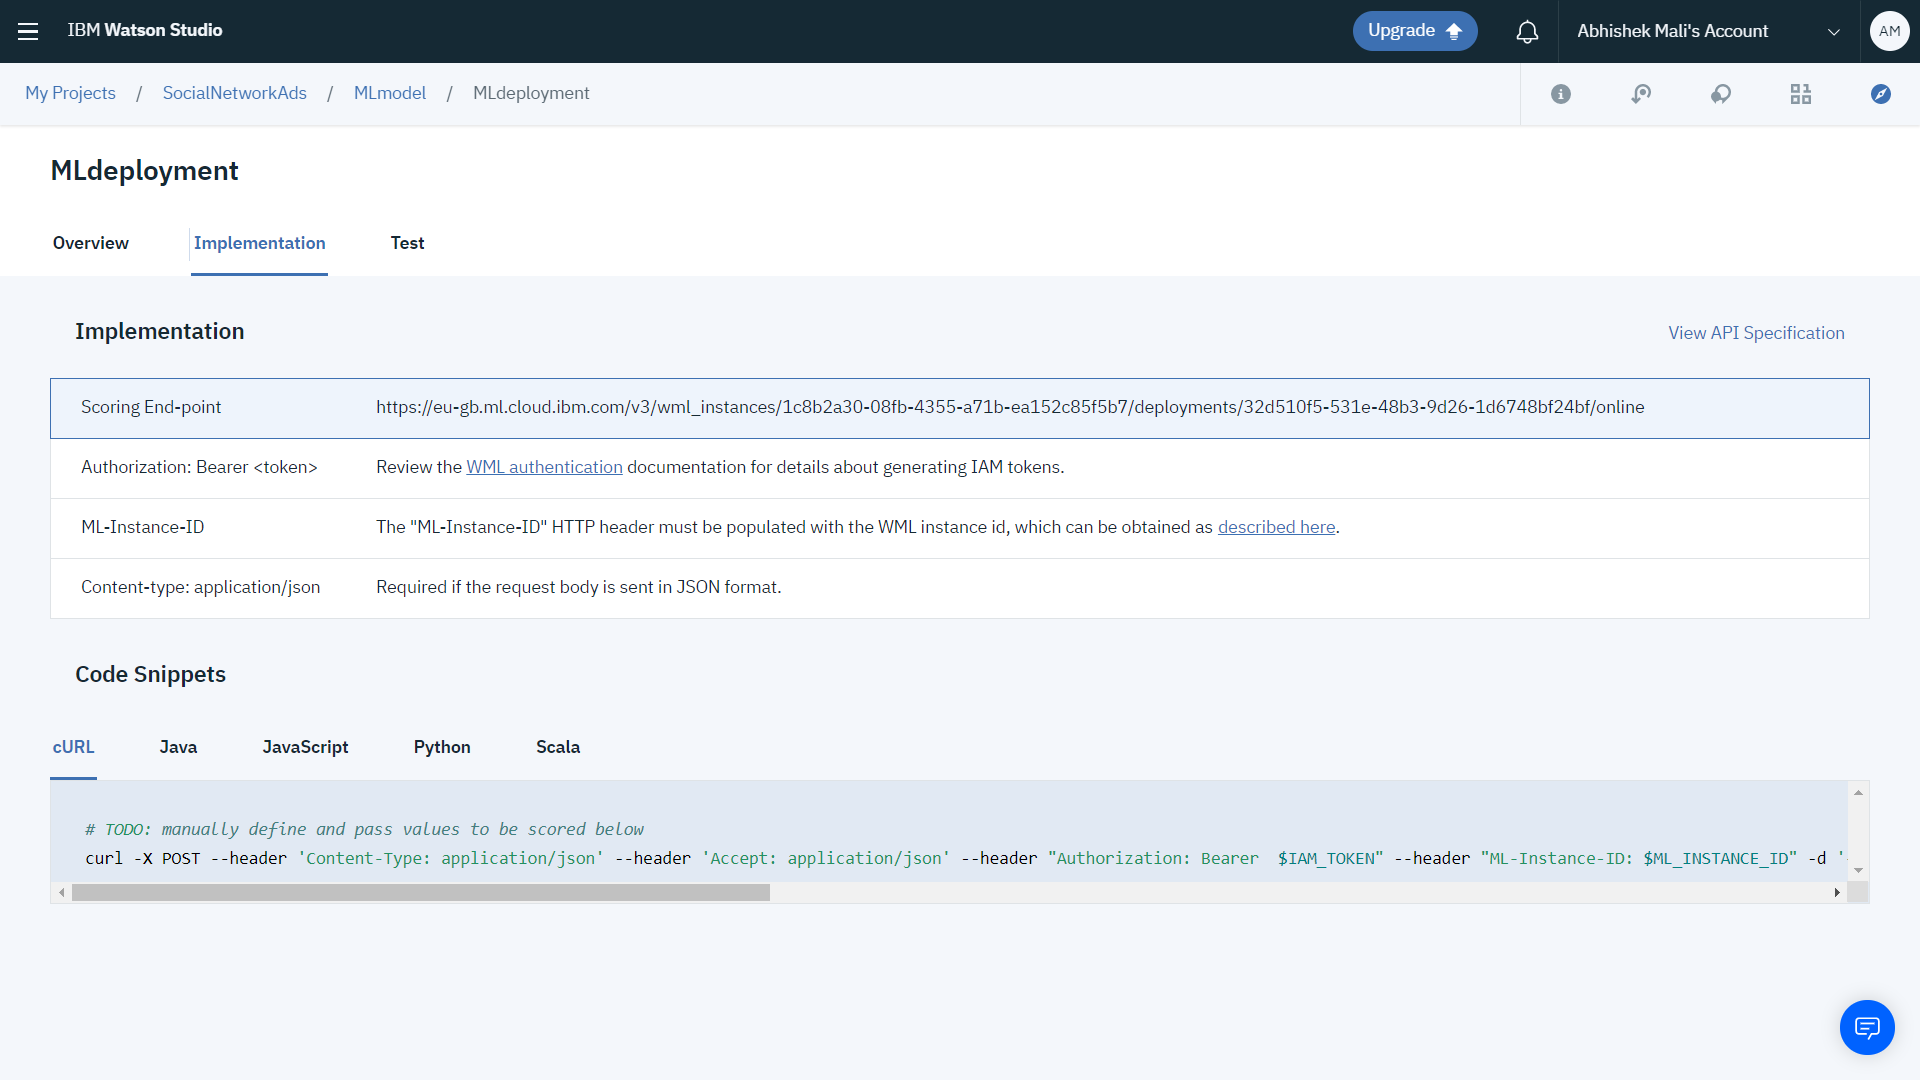 IBM Watson Studio
Upgrade
Abhishek Mali's Account
AM
My Projects / SocialNetworkAds / MLmodel / MLdeployment
MLdeployment
Overview Implementation Test
Implementation
View API Specification
Scoring End-point https://eu-gb.ml.cloud.ibm.com/v3/wml_instances/1c8b2a30-08fb-4355-a71b-ea152c85f5b7/deployments/32d510f5-531e-48b3-9d26-1d6748bf24bf/online
Authorization: Bearer <token> Review the WML authentication documentation for details about generating IAM tokens.
ML-Instance-ID The "ML-Instance-ID" HTTP header must be populated with the WML instance id, which can be obtained as described here.
Content-type: application/json Required if the request body is sent in JSON format.
Code Snippets
cURL Java JavaScript Python Scala
# TODO: manually define and pass values to be scored below
curl -X POST --header 'Content-Type: application/json' --header 'Accept: application/json' --header "Authorization: Bearer  $IAM_TOKEN" --header "ML-Instance-ID: $ML_INSTANCE_ID" -d '